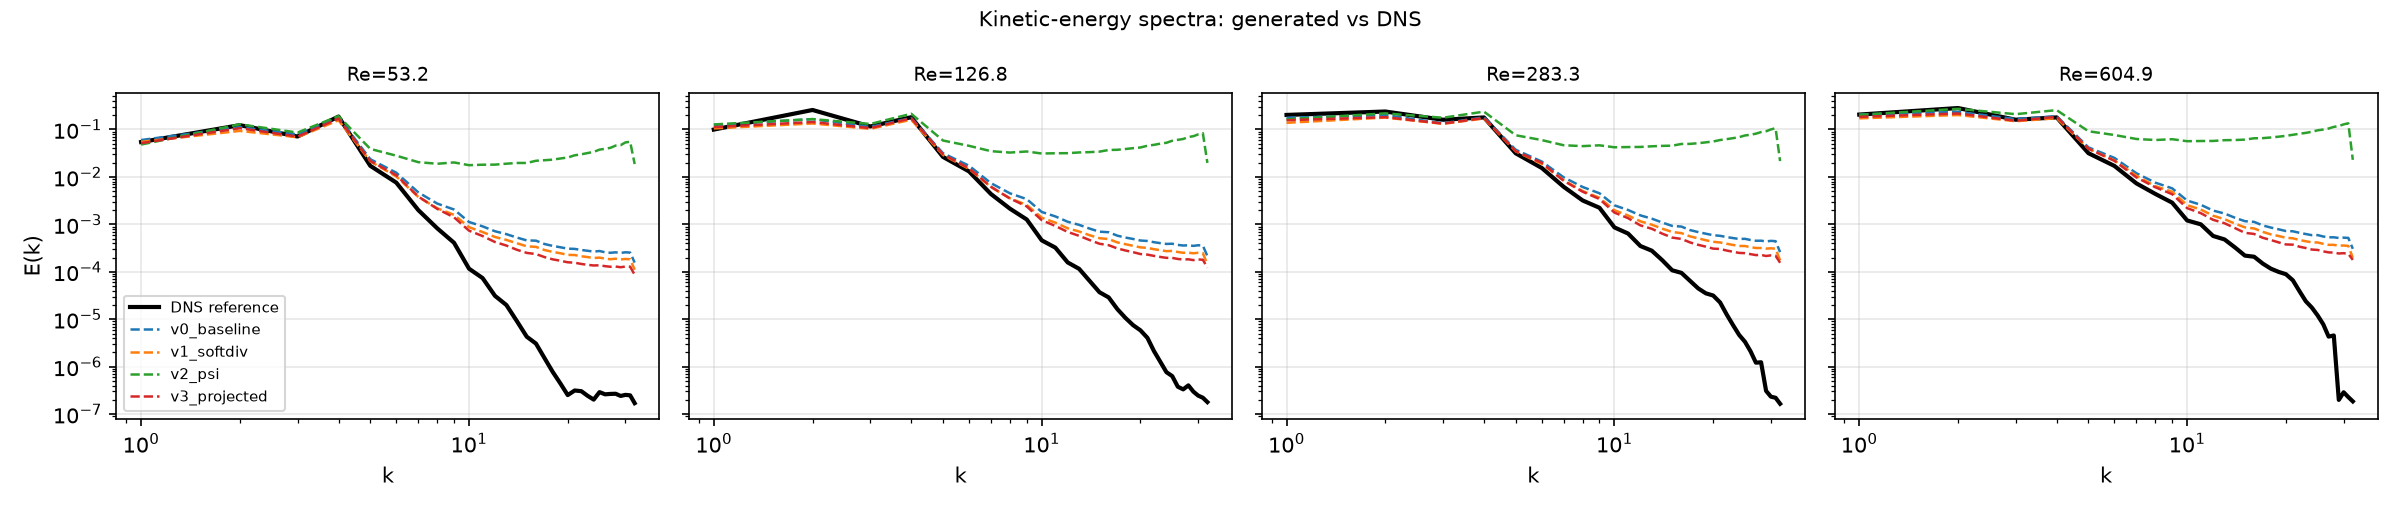 Kinetic-energy spectra: generated vs DNS
Re=53.2
Re=126.8
Re=283.3
Re=604.9
E(k)
10⁻¹
10⁻²
10⁻³
10⁻⁴
10⁻⁵
10⁻⁶
10⁻⁷
DNS reference
v0_baseline
v1_softdiv
v2_psi
v3_projected
10⁰ 10¹ 10⁰ 10¹ 10⁰ 10¹ 10⁰ 10¹
k k k k